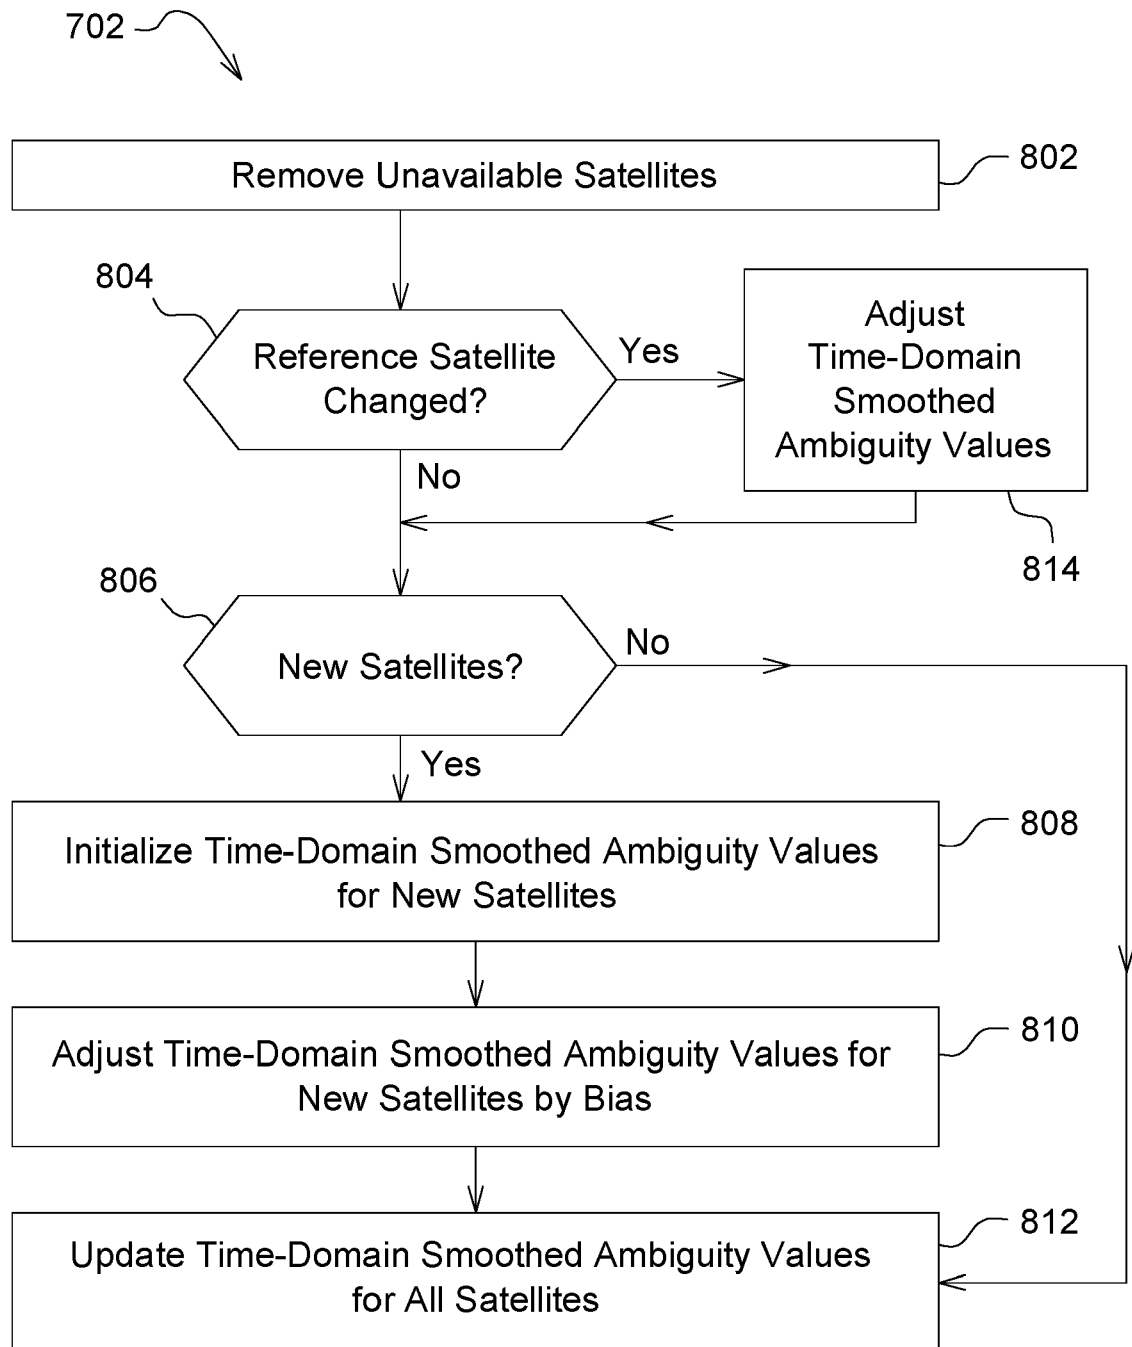 702
Remove Unavailable Satellites
802
804
Reference Satellite
Changed?
Yes
No
Adjust
Time-Domain
Smoothed
Ambiguity Values
814
806
New Satellites?
No
Yes
Initialize Time-Domain Smoothed Ambiguity Values
for New Satellites
808
Adjust Time-Domain Smoothed Ambiguity Values for
New Satellites by Bias
810
Update Time-Domain Smoothed Ambiguity Values
for All Satellites
812